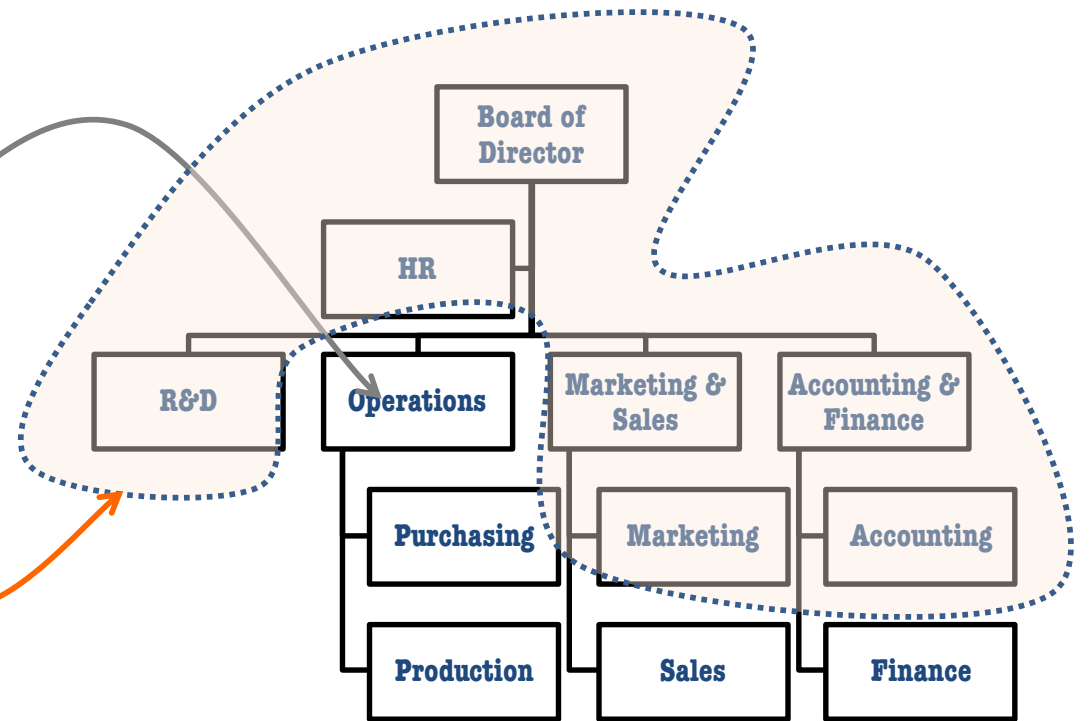 Board of
Director
HR
R&D
Operations
Marketing &
Sales
Accounting &
Finance
Purchasing
Marketing
Accounting
Production
Sales
Finance